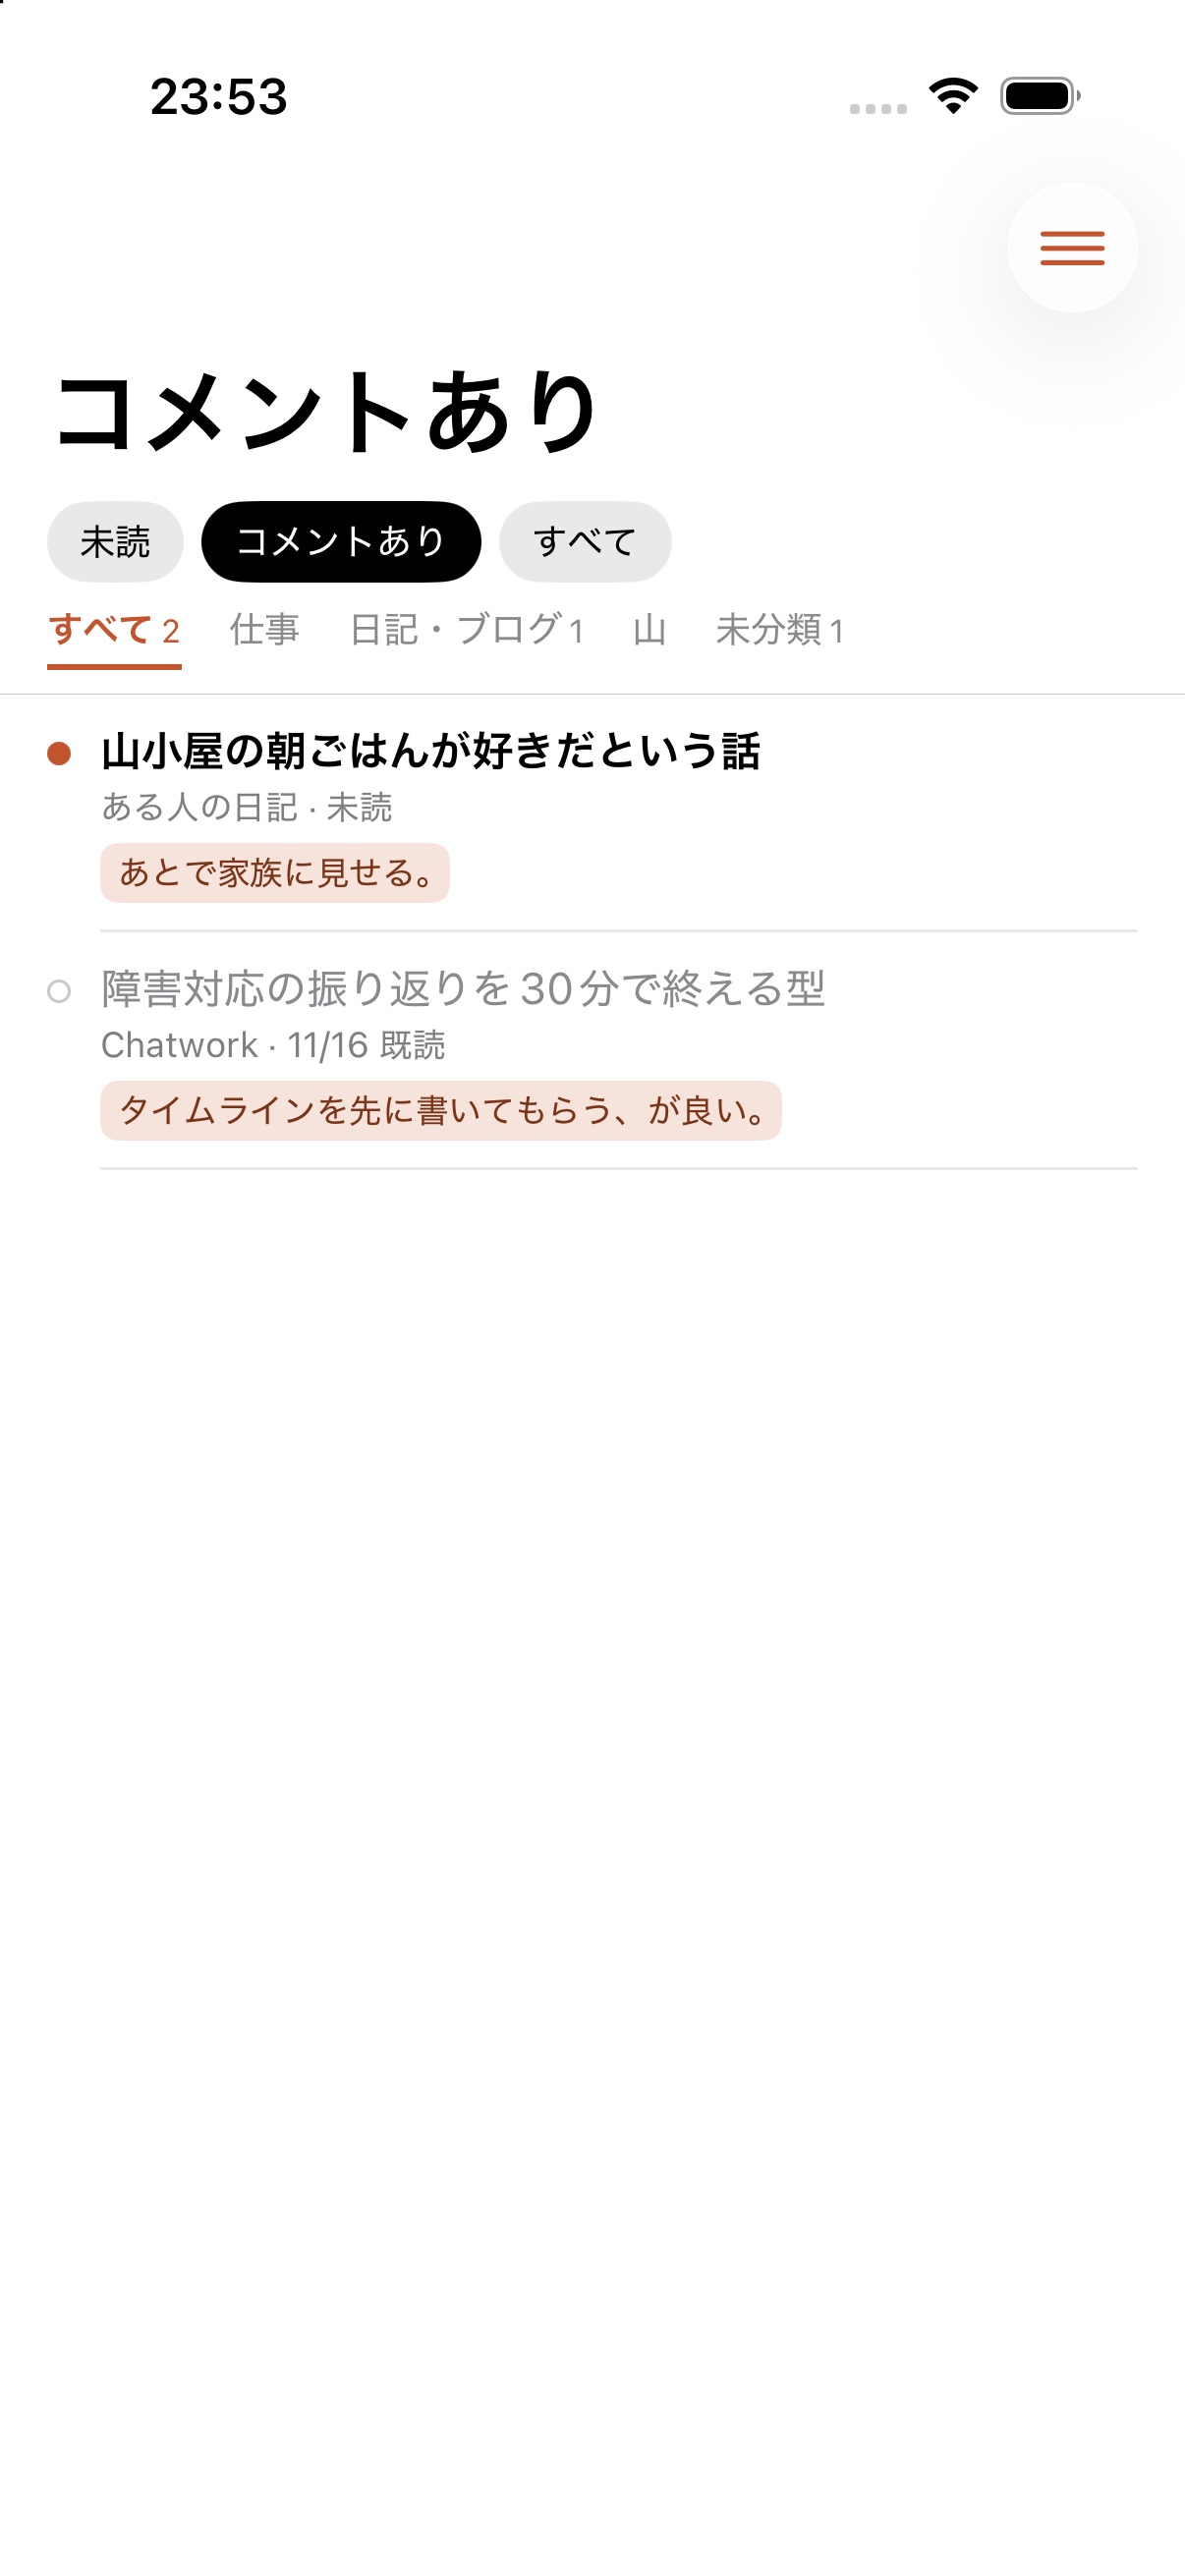 23:53
コメントあり
未読 コメントあり すべて
すべて 2 仕事 日記・ブログ 1 山 未分類 1
山小屋の朝ごはんが好きだという話
ある人の日記 · 未読
あとで家族に見せる。
障害対応の振り返りを30分で終える型
Chatwork · 11/16 既読
タイムラインを先に書いてもらう、が良い。